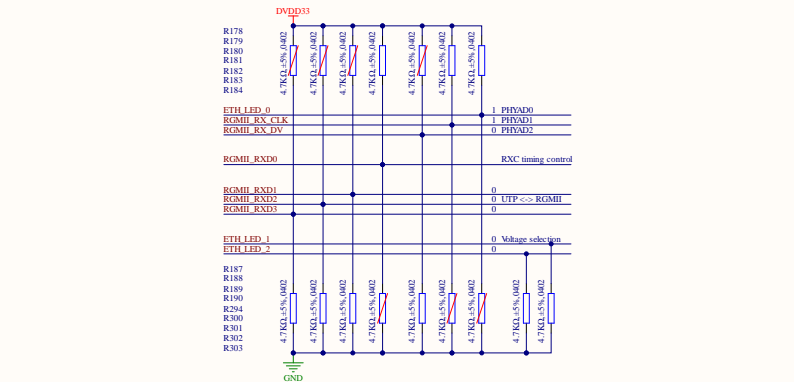 DVDD33
R178
R179
R180
R181
R182
R183
R184
4.7KΩ,±5%,0402
4.7KΩ,±5%,0402
4.7KΩ,±5%,0402
4.7KΩ,±5%,0402
4.7KΩ,±5%,0402
4.7KΩ,±5%,0402
4.7KΩ,±5%,0402
ETH_LED_0 1 PHYAD0
RGMII_RX_CLK 1 PHYAD1
RGMII_RX_DV 0 PHYAD2
RGMII_RXD0 RXC timing control
RGMII_RXD1 0
RGMII_RXD2 0 UTP <-> RGMII
RGMII_RXD3 0
ETH_LED_1 0 Voltage selection
ETH_LED_2 0
R187
R188
R189
R190
R294
R300
R301
R302
R303
4.7KΩ,±5%,0402
4.7KΩ,±5%,0402
4.7KΩ,±5%,0402
4.7KΩ,±5%,0402
4.7KΩ,±5%,0402
4.7KΩ,±5%,0402
4.7KΩ,±5%,0402
4.7KΩ,±5%,0402
4.7KΩ,±5%,0402
GND